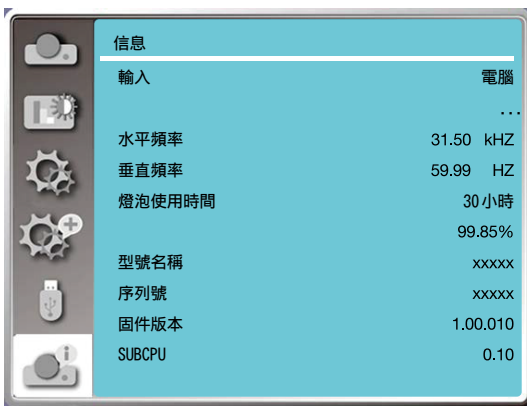 信息
輸入 電腦
...
水平頻率 31.50 kHZ
垂直頻率 59.99 HZ
燈泡使用時間 30小時
99.85%
型號名稱 xxxxx
序列號 xxxxx
固件版本 1.00.010
SUBCPU 0.10